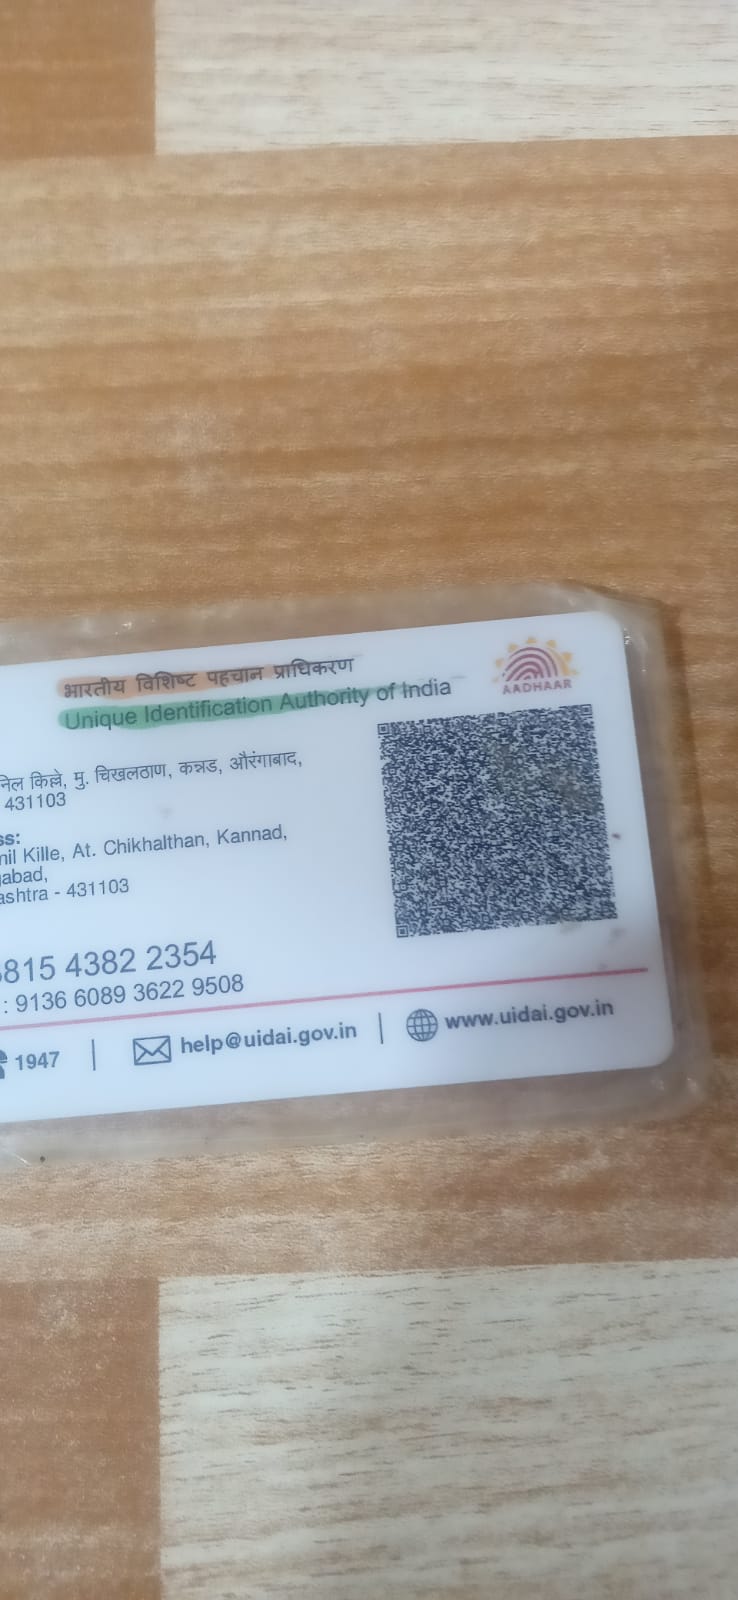 भारतीय विशिष्ट पहचान प्राधिकरण
Unique Identification Authority of India
AADHAAR
किल्ले, मु. चिखलठाण, कन्नड, औरंगाबाद,
431103
Kille, At. Chikhalthan, Kannad,
- 431103
815 4382 2354
: 9136 6089 3622 9508
1947 | help@uidai.gov.in | www.uidai.gov.in